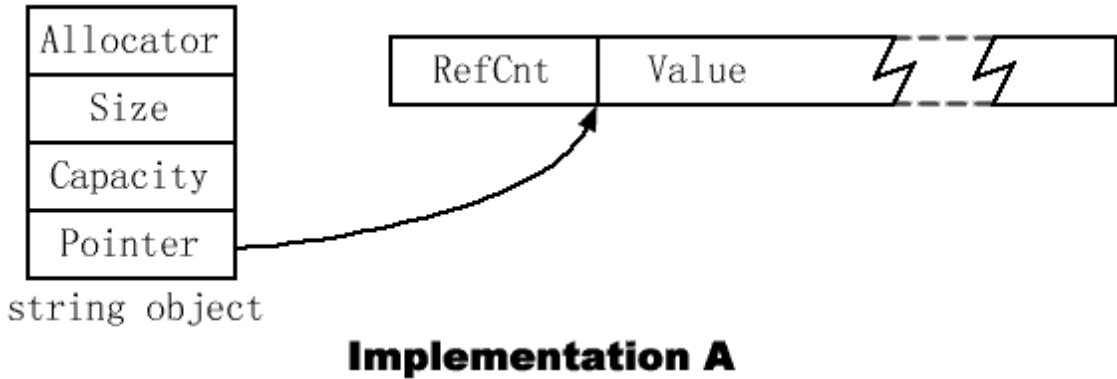 Allocator
Size
Capacity
Pointer
string object
RefCnt
Value
Implementation A